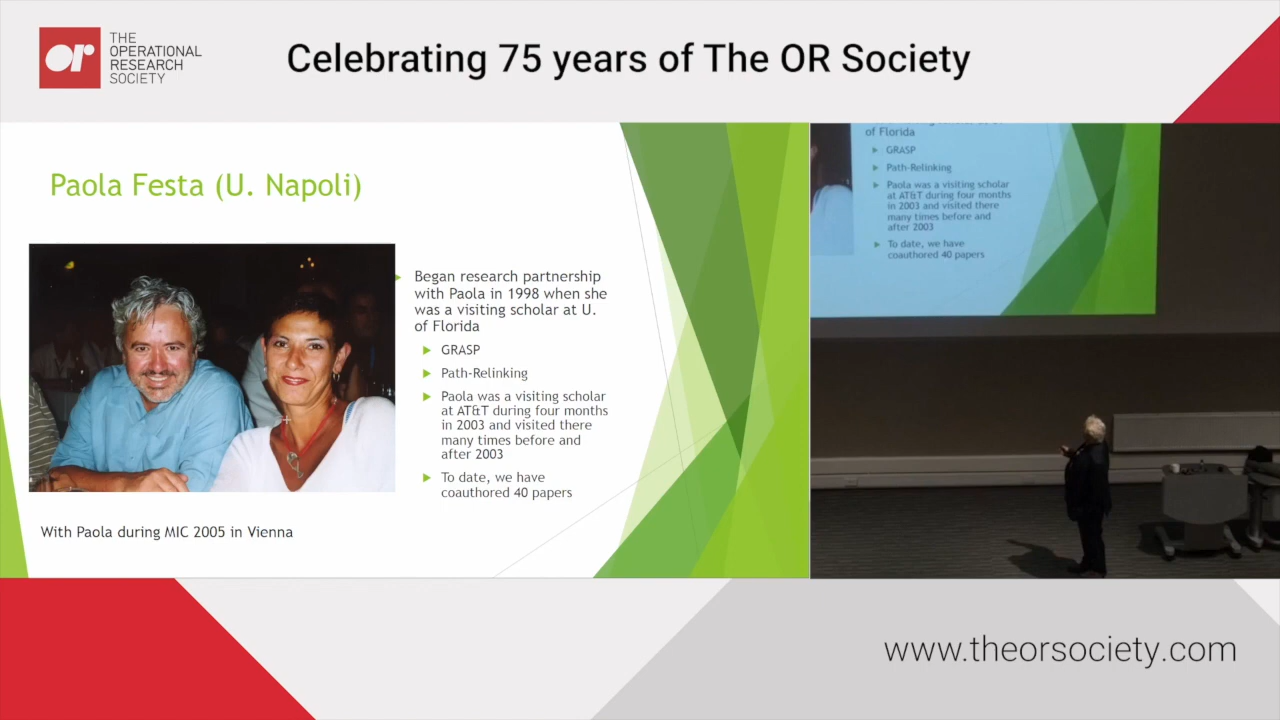 or
THE
OPERATIONAL
RESEARCH
SOCIETY
Celebrating 75 years of The OR Society
Paola Festa (U. Napoli)
Began research partnership
with Paola in 1998 when she
was a visiting scholar at U.
of Florida
GRASP
Path-Relinking
Paola was a visiting scholar
at AT&T during four months
in 2003 and visited there
many times before and
after 2003
To date, we have
coauthored 40 papers
With Paola during MIC 2005 in Vienna
of Florida
GRASP
Path-Relinking
Paola was a visiting scholar
at AT&T during four months
in 2003 and visited there
many times before and
after 2003
To date, we have
coauthored 40 papers
www.theorsociety.com